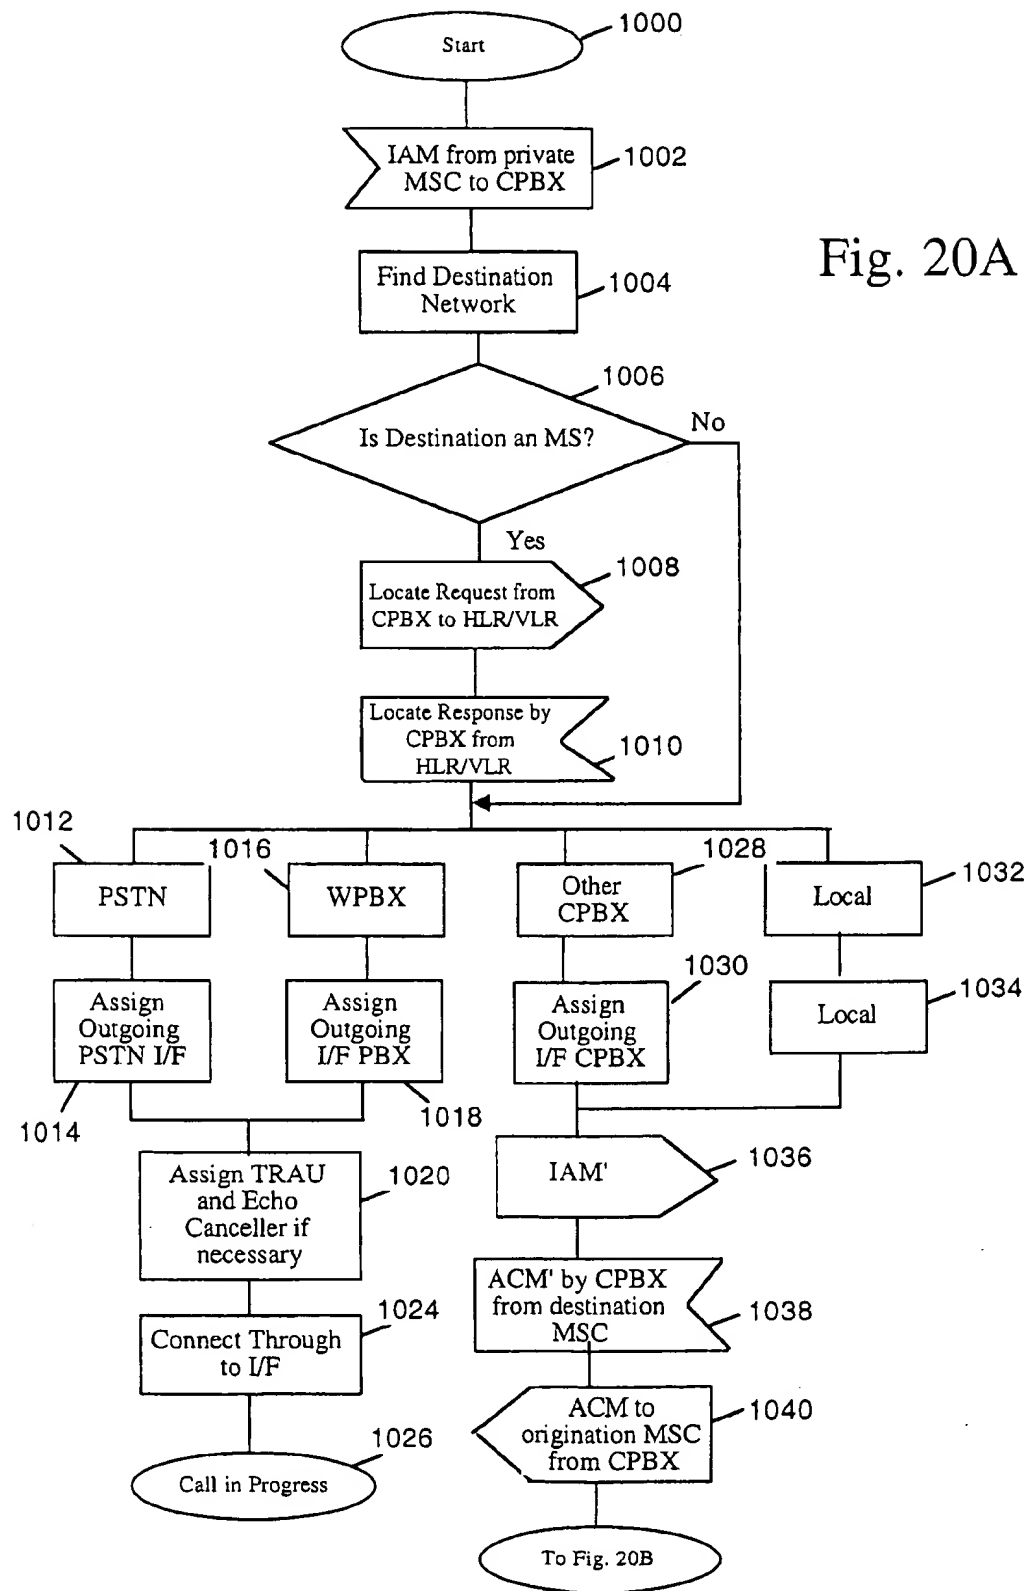 1000
Start
IAM from private
MSC to CPBX
1002
Fig. 20A
Find Destination
Network
1004
1006
Is Destination an MS?
No
Yes
1008
Locate Request from
CPBX to HLR/VLR
Locate Response by
CPBX from
HLR/VLR
1010
1012
1016
1028
1032
PSTN
WPBX
Other
CPBX
Local
1030
1034
Assign
Outgoing
PSTN I/F
Assign
Outgoing
I/F PBX
Assign
Outgoing
I/F CPBX
Local
1014
1018
Assign TRAU
and Echo
Canceller if
necessary
1020
IAM'
1036
ACM' by CPBX
from destination
MSC
1038
Connect Through
to I/F
1024
ACM to
origination MSC
from CPBX
1040
1026
Call in Progress
To Fig. 20B